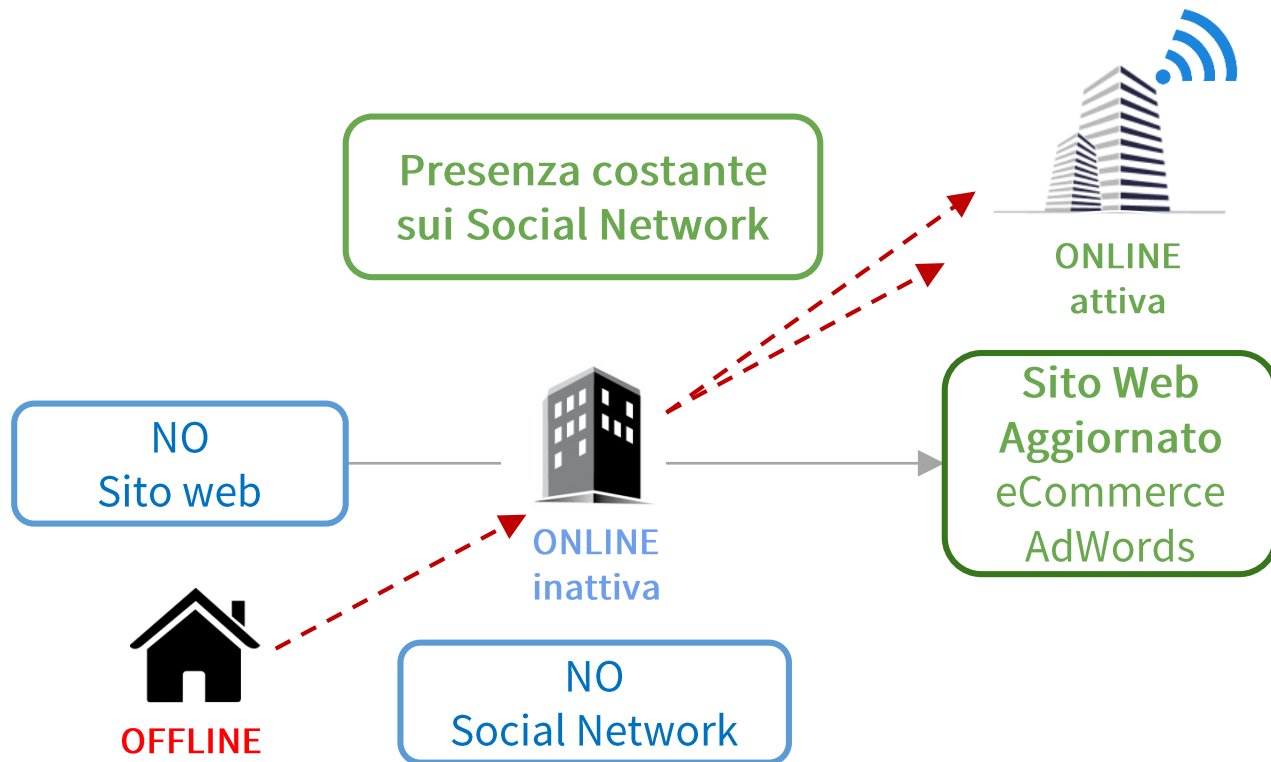 Presenza costante
sui Social Network
ONLINE
attiva
Sito Web
Aggiornato
eCommerce
AdWords
NO
Sito web
ONLINE
inattiva
NO
Social Network
OFFLINE